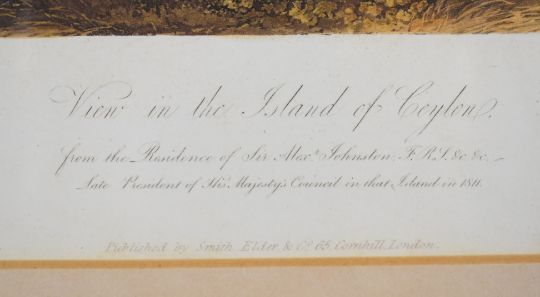 View in the Island of Ceylon.
from the Residence of Sir Alexr. Johnston, F. R. S. &c &c.
Late President of His Majesty's Council in that Island in 1811.
Published by Smith Elder & Co. 65, Cornhill, London.